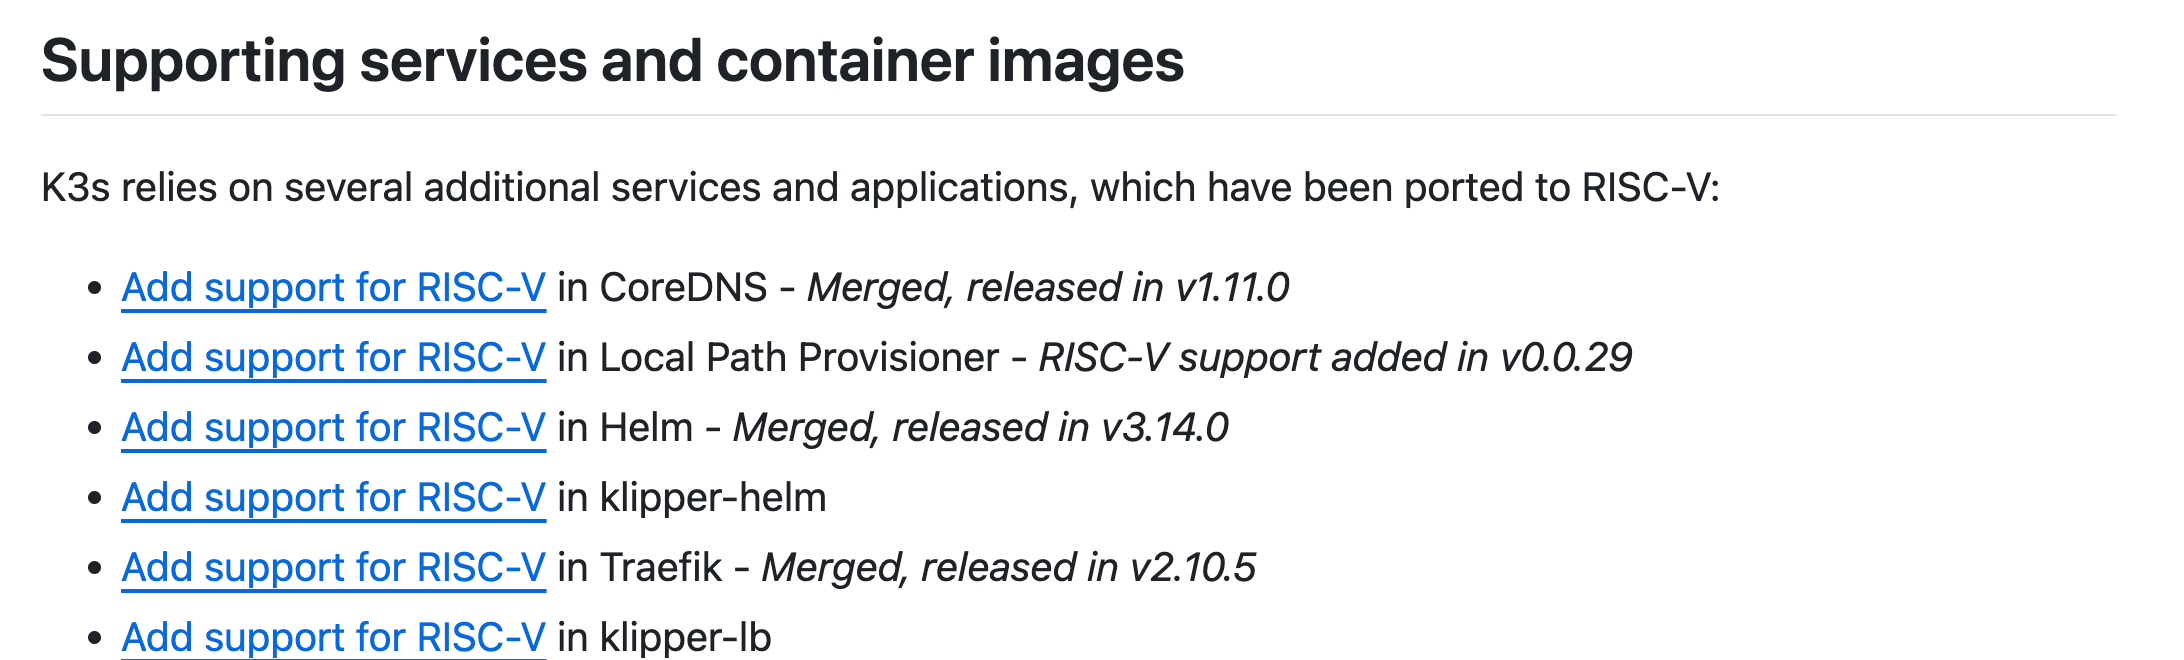 Supporting services and container images
K3s relies on several additional services and applications, which have been ported to RISC-V:
• Add support for RISC-V in CoreDNS - Merged, released in v1.11.0
• Add support for RISC-V in Local Path Provisioner - RISC-V support added in v0.0.29
• Add support for RISC-V in Helm - Merged, released in v3.14.0
• Add support for RISC-V in klipper-helm
• Add support for RISC-V in Traefik - Merged, released in v2.10.5
• Add support for RISC-V in klipper-lb